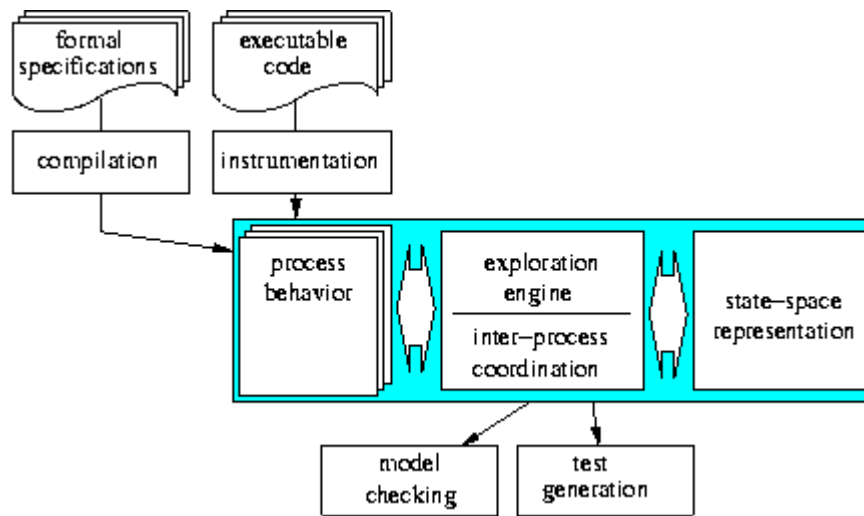 formal
specifications
executable
code
compilation
instrumentation
process
behavior
exploration
engine
inter-process
coordination
state-space
representation
model
checking
test
generation